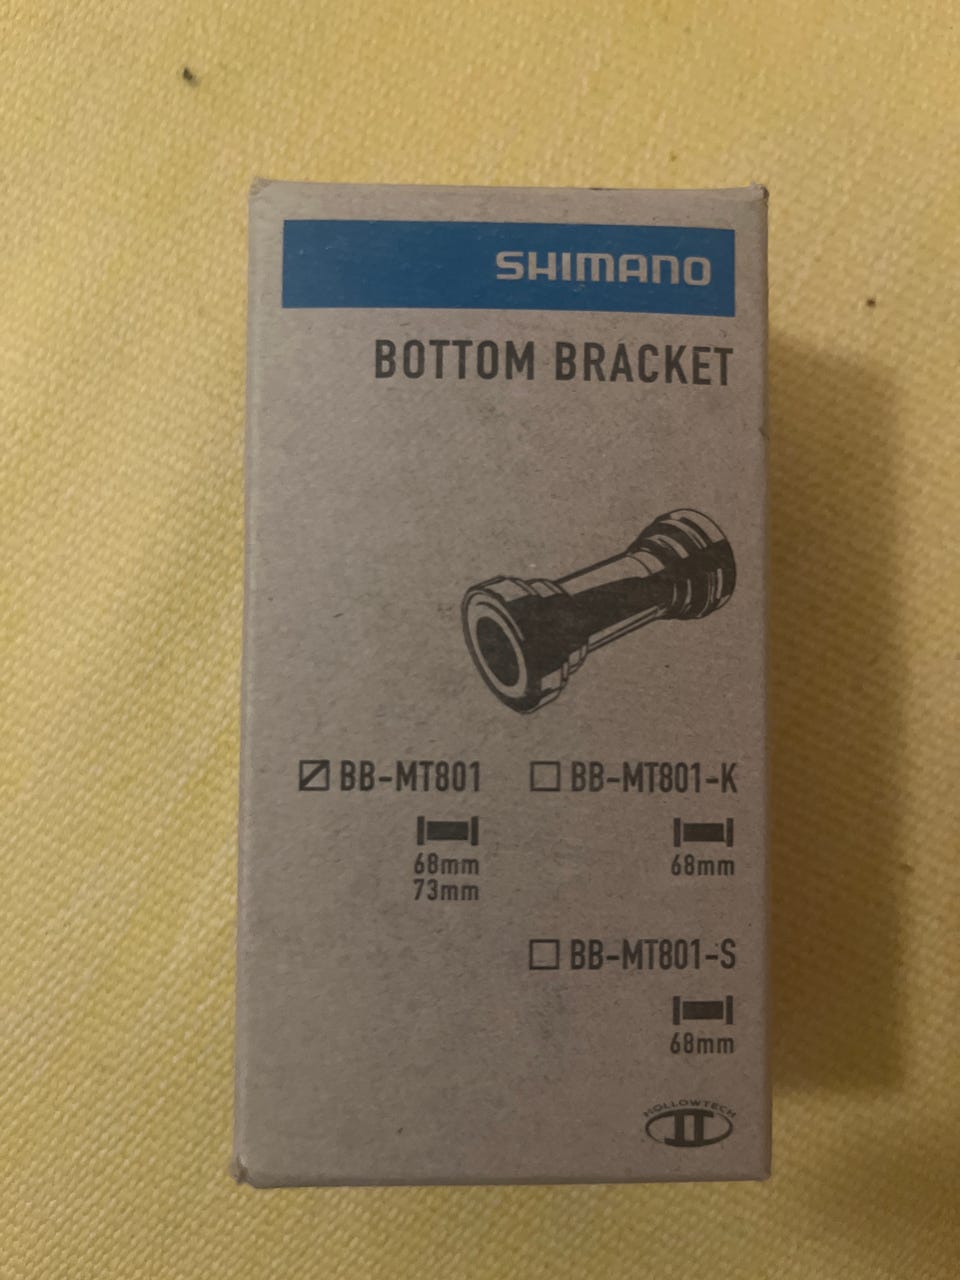 SHIMANO
BOTTOM BRACKET
BB-MT801
68mm
73mm
BB-MT801-K
68mm
BB-MT801-S
68mm
HOLLOWTECH
II